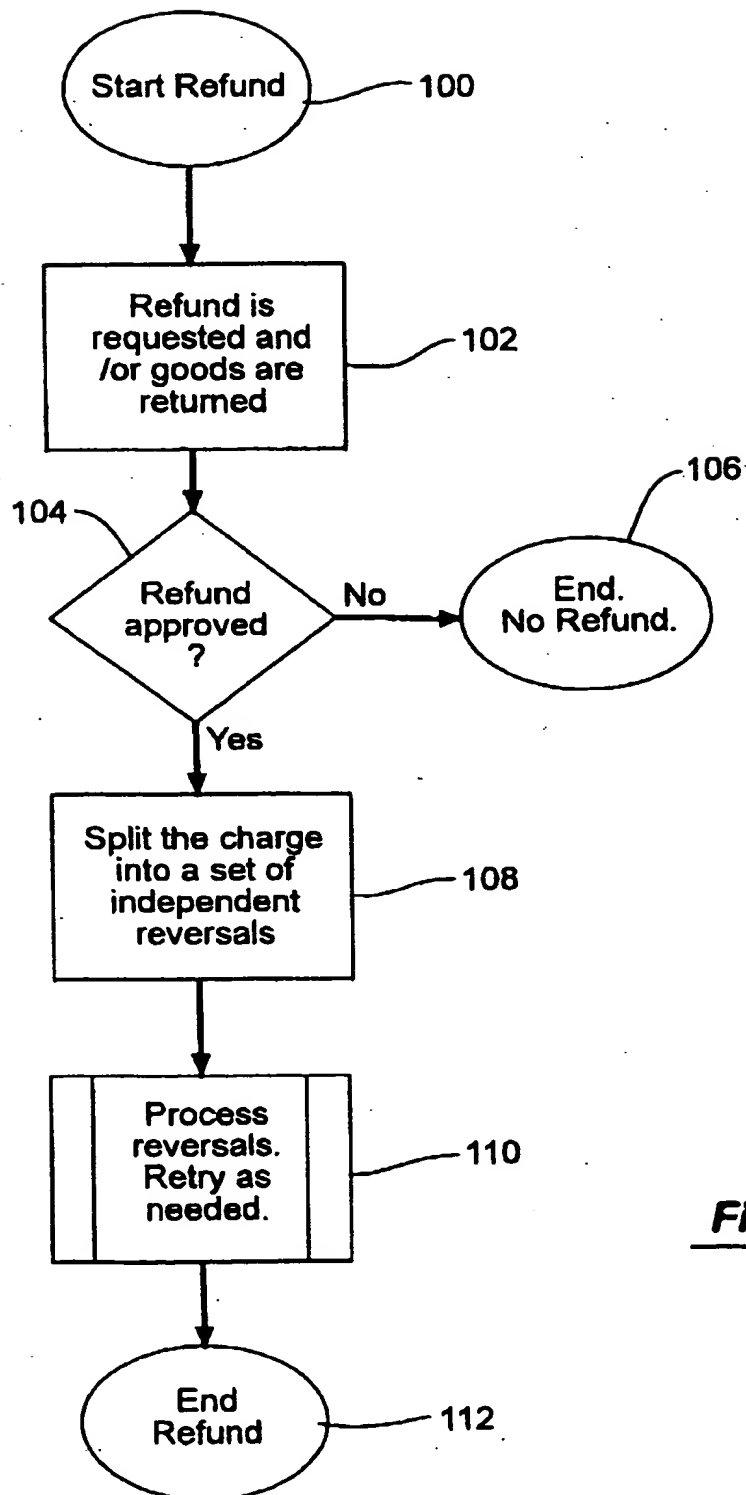 Start Refund
100
Refund is
requested and
/or goods are
returned
102
104
106
Refund
approved
?
No
End.
No Refund.
Yes
Split the charge
into a set of
independent
reversals
108
Process
reversals.
Retry as
needed.
110
End
Refund
112